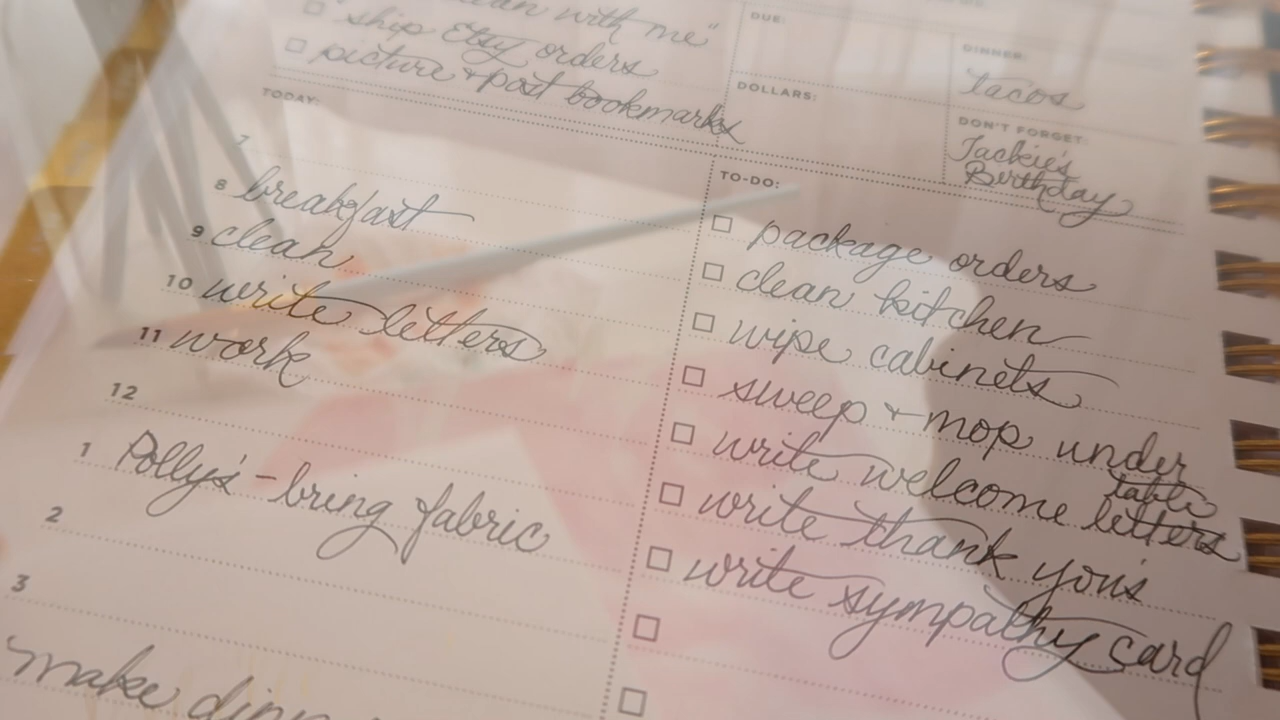 with me"
ship Etsy orders
picture + post bookmarks
DUE:
DOLLARS:
DINNER:
tacos
DON'T FORGET:
Jackie's
Birthday
TODAY:
7
8 breakfast
9 clean
10 write letters
11 work
12
1 Polly's - bring fabric
2
3
make
TO-DO:
package orders
clean kitchen
wipe cabinets
sweep + mop under
table
write welcome letters
write thank you's
write sympathy card